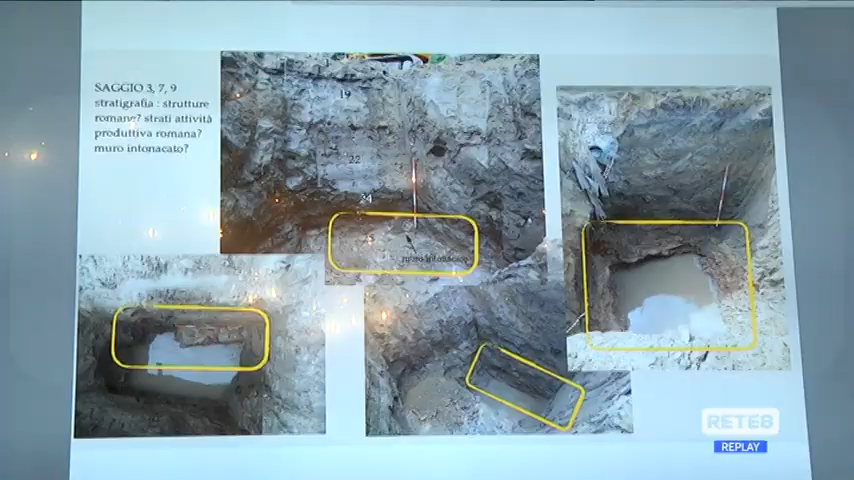 SAGGIO 3, 7, 9
stratigrafia : strutture
romane? strati attività
produttiva romana?
muro intonacato?
19
22
24
muro intonacato
RETE8
REPLAY